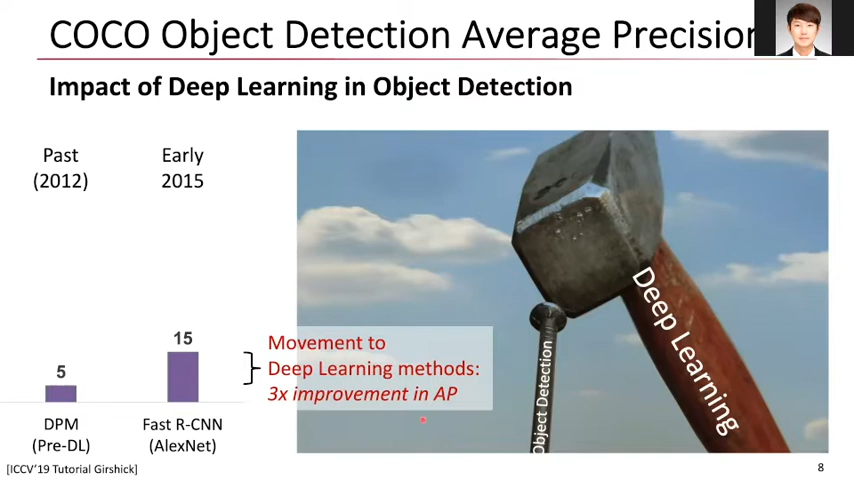 COCO Object Detection Average Precision
Impact of Deep Learning in Object Detection
Past
(2012)
Early
2015
5
15
Movement to
Deep Learning methods:
3x improvement in AP
DPM
(Pre-DL)
Fast R-CNN
(AlexNet)
Object Detection
Deep Learning
[ICCV'19 Tutorial Girshick]
8